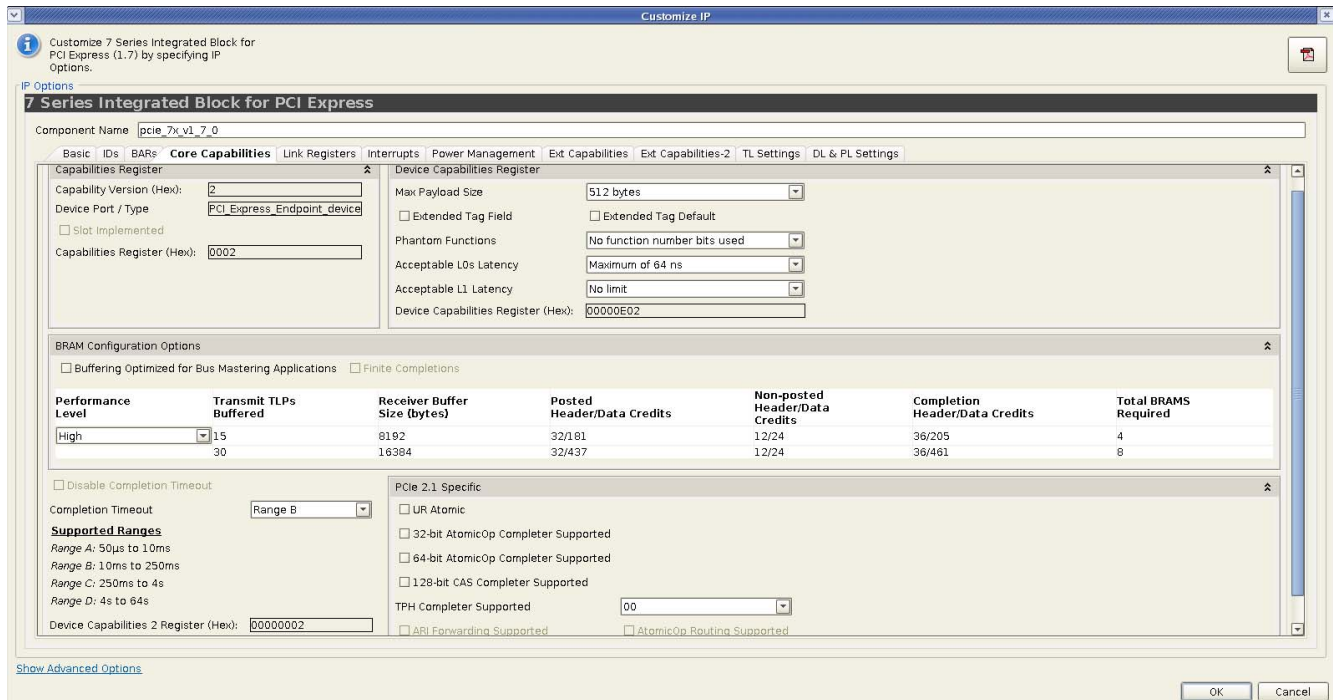 Customize IP
Customize 7 Series Integrated Block for
PCI Express (1.7) by specifying IP
Options.
IP Options
7 Series Integrated Block for PCI Express
Component Name pcie_7x_v1_7_0
Basic IDs BARs Core Capabilities Link Registers Interrupts Power Management Ext Capabilities Ext Capabilities-2 TL Settings DL & PL Settings
Capabilities Register
Capability Version (Hex): 2
Device Port / Type PCI_Express_Endpoint_device
Slot Implemented
Capabilities Register (Hex): 0002
Device Capabilities Register
Max Payload Size 512 bytes
Extended Tag Field Extended Tag Default
Phantom Functions No function number bits used
Acceptable L0s Latency Maximum of 64 ns
Acceptable L1 Latency No limit
Device Capabilities Register (Hex): 00000E02
BRAM Configuration Options
Buffering Optimized for Bus Mastering Applications Finite Completions
Performance Level Transmit TLPs Buffered Receiver Buffer Size (bytes) Posted Header/Data Credits Non-posted Header/Data Credits Completion Header/Data Credits Total BRAMS Required
High 15 8192 32/181 12/24 36/205 4
30 16384 32/437 12/24 36/461 8
Disable Completion Timeout
Completion Timeout Range B
Supported Ranges
Range A: 50µs to 10ms
Range B: 10ms to 250ms
Range C: 250ms to 4s
Range D: 4s to 64s
Device Capabilities 2 Register (Hex): 00000002
PCIe 2.1 Specific
UR Atomic
32-bit AtomicOp Completer Supported
64-bit AtomicOp Completer Supported
128-bit CAS Completer Supported
TPH Completer Supported 00
ARI Forwarding Supported AtomicOp Routing Supported
Show Advanced Options
OK Cancel